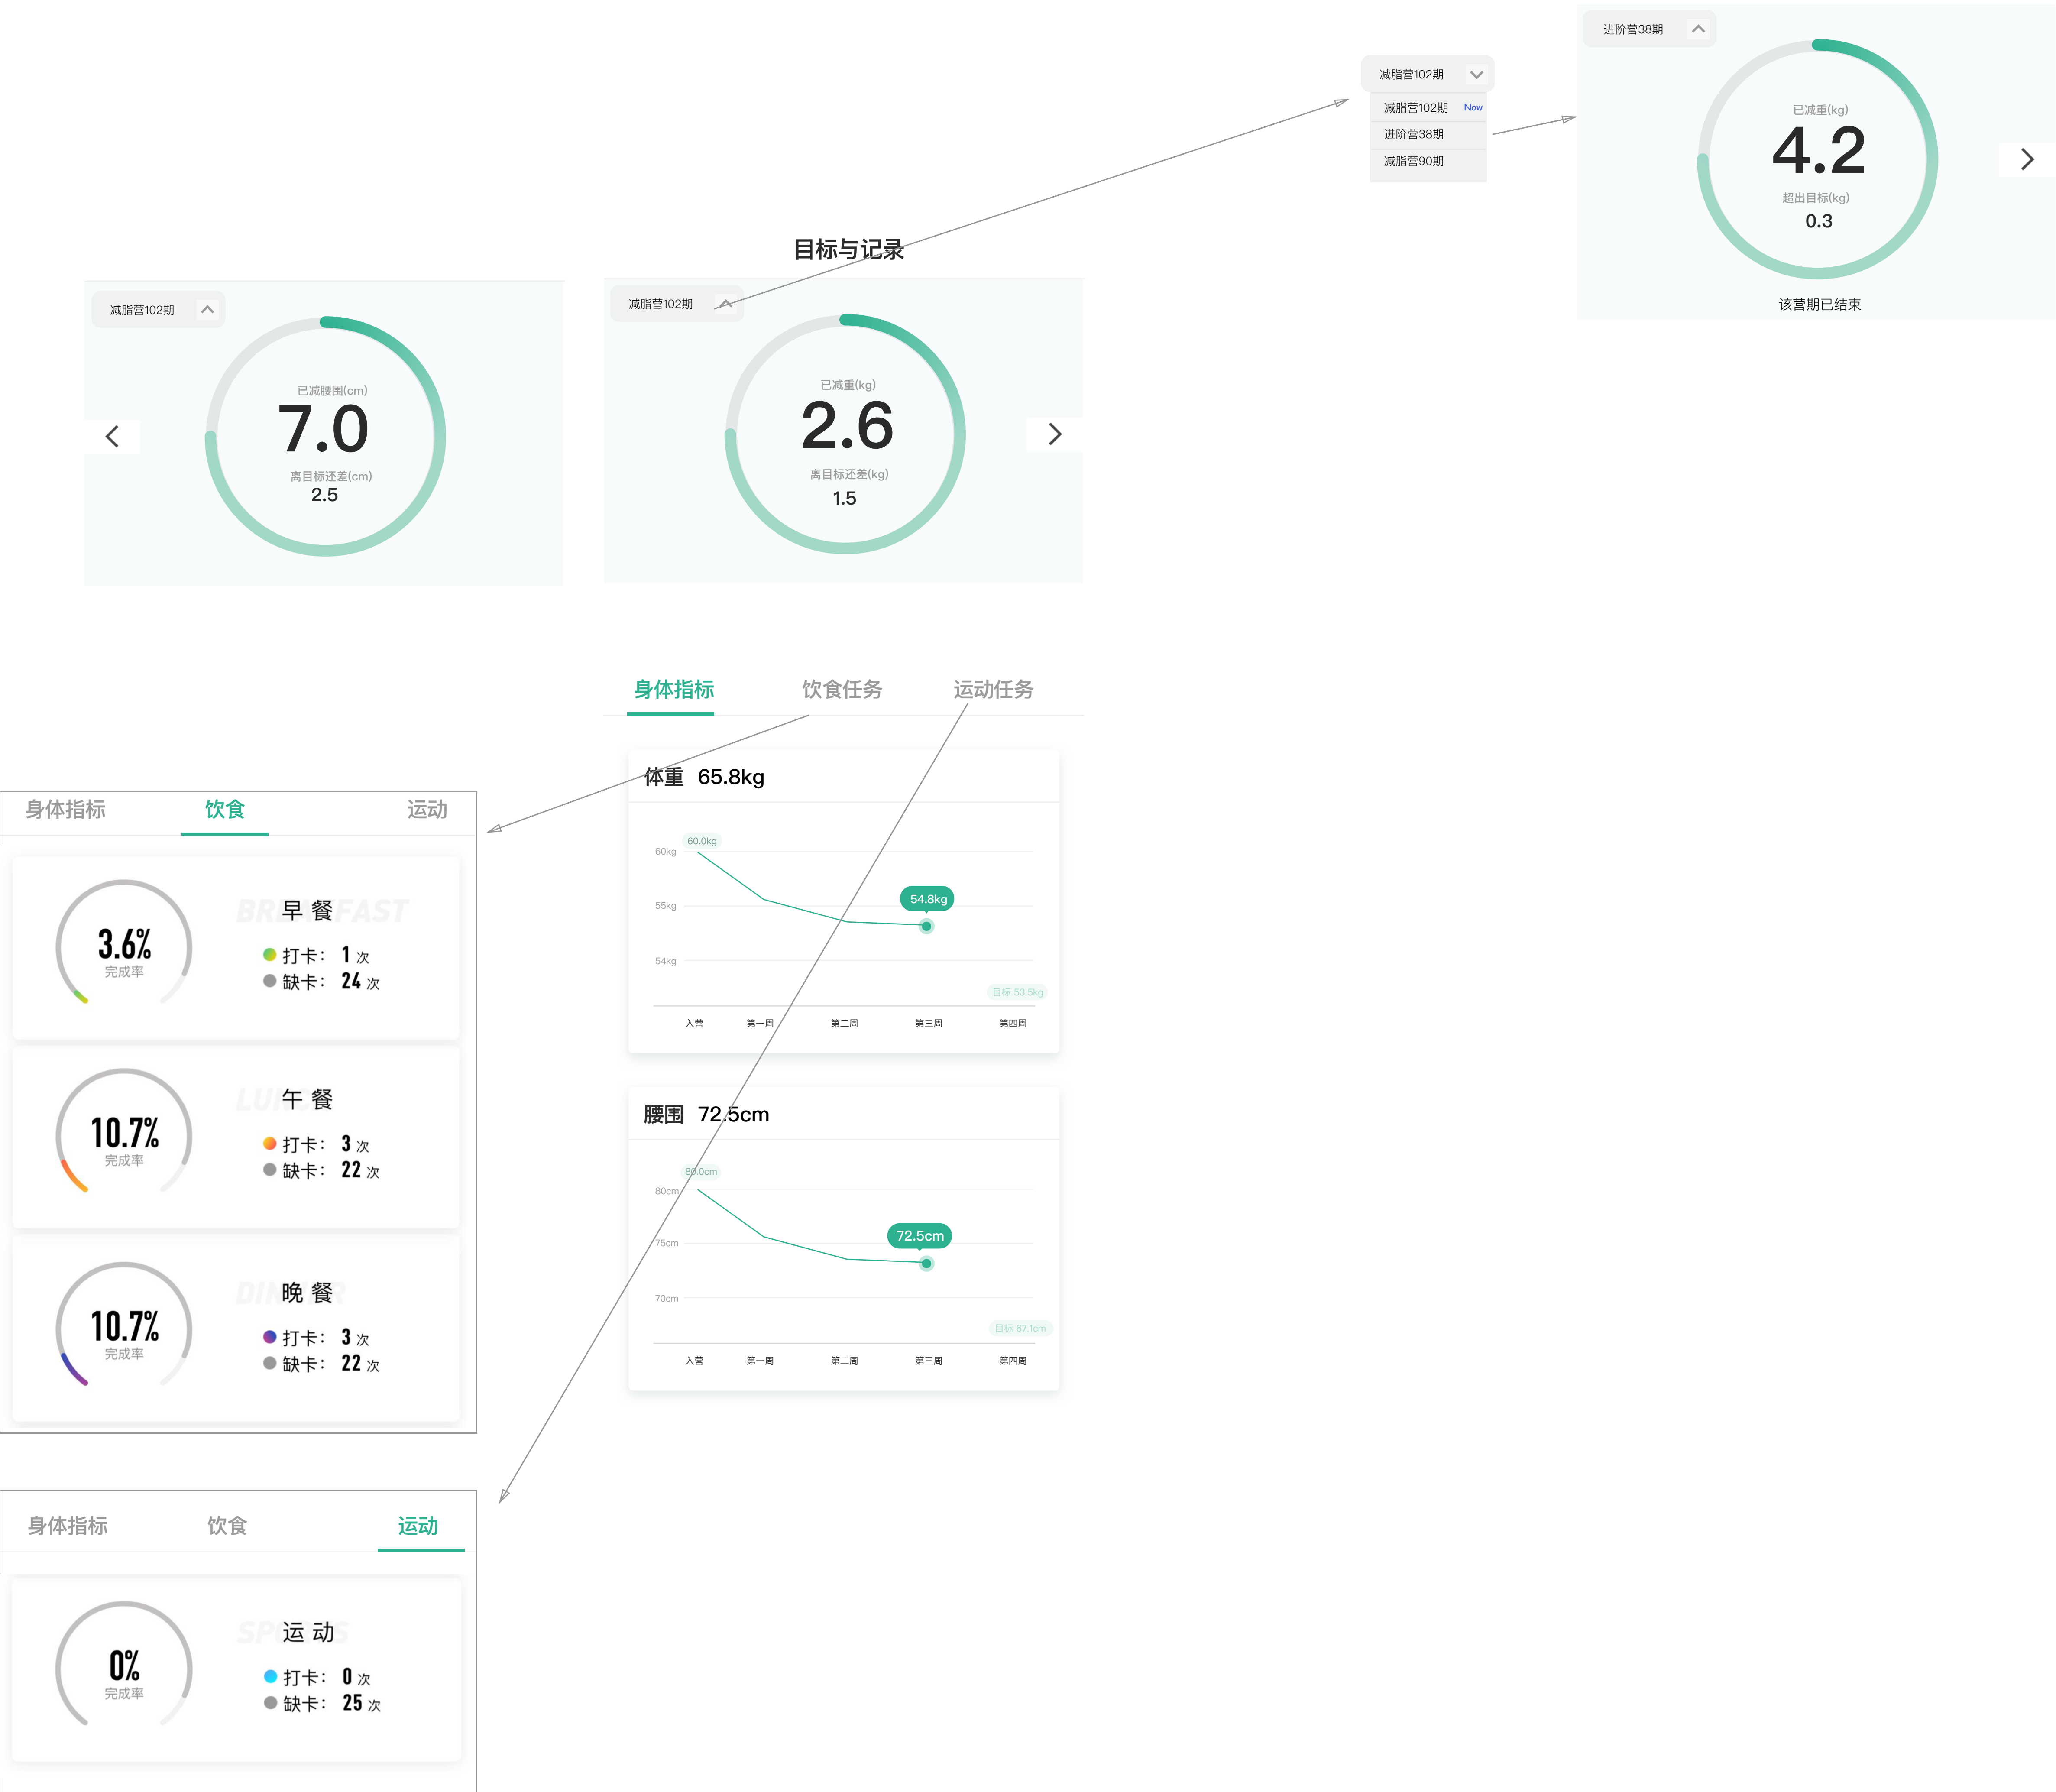 进阶营38期
已减重(kg)
4.2
超出目标(kg)
0.3
该营期已结束
减脂营102期
减脂营102期 Now
进阶营38期
减脂营90期
目标与记录
减脂营102期
已减腰围(cm)
7.0
离目标还差(cm)
2.5
减脂营102期
已减重(kg)
2.6
离目标还差(kg)
1.5
身体指标 饮食任务 运动任务
体重 65.8kg
60.0kg
60kg
54.8kg
55kg
54kg
目标 53.5kg
入营 第一周 第二周 第三周 第四周
腰围 72.5cm
80.0cm
80cm
72.5cm
75cm
70cm
目标 67.1cm
入营 第一周 第二周 第三周 第四周
身体指标 饮食 运动
3.6%
完成率
BREAKFAST
早餐
打卡： 1 次
缺卡： 24 次
10.7%
完成率
LUNCH
午餐
打卡： 3 次
缺卡： 22 次
10.7%
完成率
DINNER
晚餐
打卡： 3 次
缺卡： 22 次
身体指标 饮食 运动
0%
完成率
SPORTS
运动
打卡： 0 次
缺卡： 25 次